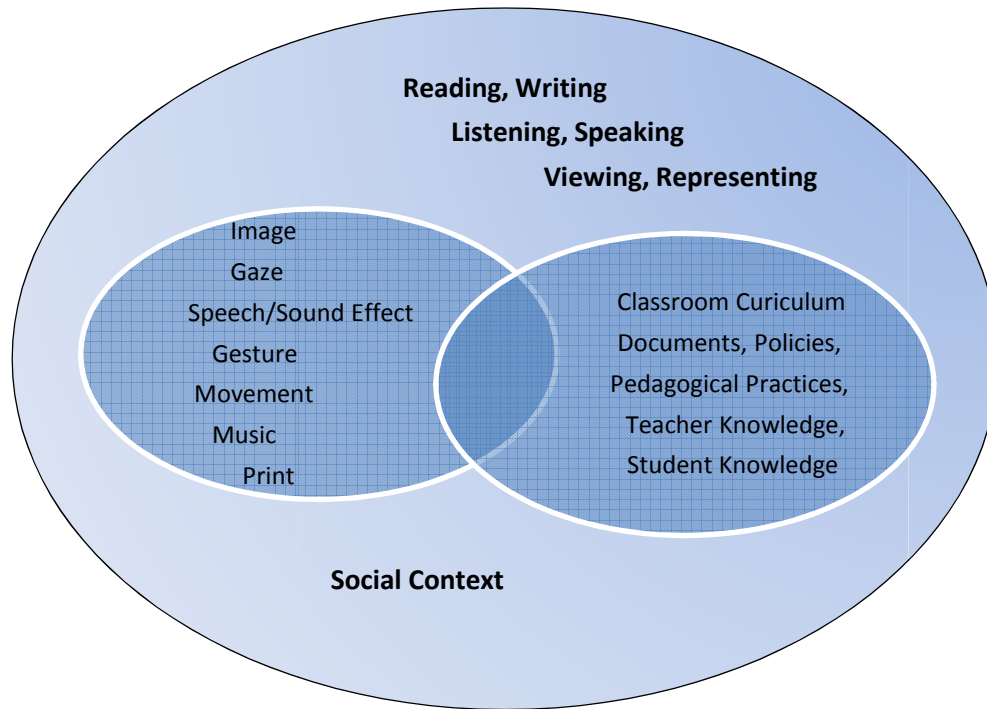 Reading, Writing
Listening, Speaking
Viewing, Representing
Image
Gaze
Speech/Sound Effect
Gesture
Movement
Music
Print
Classroom Curiculum
Documents, Policies,
Pedagogical Practices,
Teacher Knowledge,
Student Knowledge
Social Context